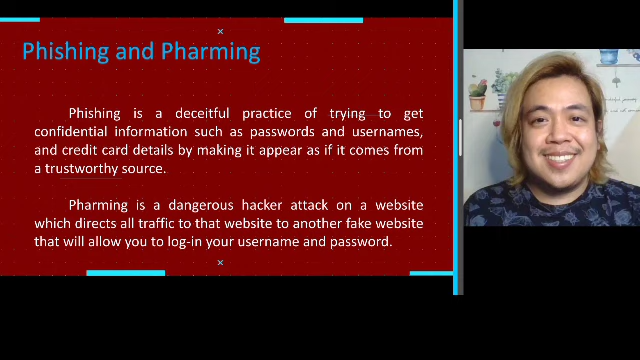 Phishing and Pharming
Phishing is a deceitful practice of trying to get
confidential information such as passwords and usernames,
and credit card details by making it appear as if it comes from
a trustworthy source.
Pharming is a dangerous hacker attack on a website
which directs all traffic to that website to another fake website
that will allow you to log-in your username and password.